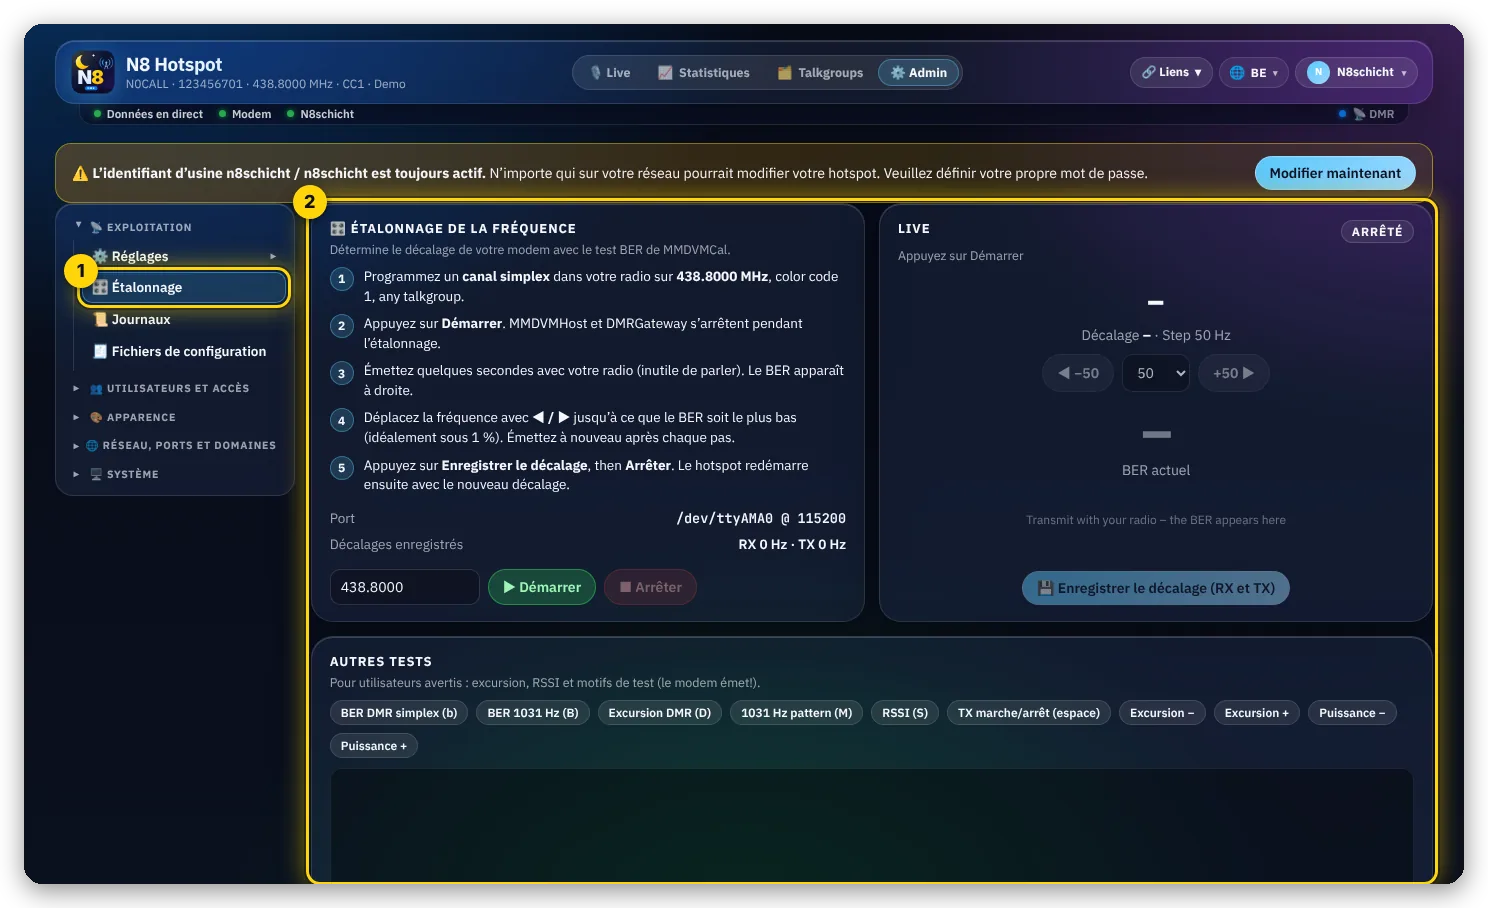 N8
N8 Hotspot
N0CALL · 123456701 · 438.8000 MHz · CC1 · Demo
Live
Statistiques
Talkgroups
Admin
Liens ▾
BE ▾
N
N8schicht ▾
Données en direct
Modem
N8schicht
DMR
L’identifiant d’usine n8schicht / n8schicht est toujours actif. N’importe qui sur votre réseau pourrait modifier votre hotspot. Veuillez définir votre propre mot de passe.
Modifier maintenant
1
2
EXPLOITATION
Réglages
Étalonnage
Journaux
Fichiers de configuration
UTILISATEURS ET ACCÈS
APPARENCE
RÉSEAU, PORTS ET DOMAINES
SYSTÈME
ÉTALONNAGE DE LA FRÉQUENCE
Détermine le décalage de votre modem avec le test BER de MMDVMCal.
1 Programmez un canal simplex dans votre radio sur 438.8000 MHz, color code
1, any talkgroup.
2 Appuyez sur Démarrer. MMDVMHost et DMRGateway s’arrêtent pendant
l’étalonnage.
3 Émettez quelques secondes avec votre radio (inutile de parler). Le BER apparaît
à droite.
4 Déplacez la fréquence avec ◀ / ▶ jusqu’à ce que le BER soit le plus bas
(idéalement sous 1 %). Émettez à nouveau après chaque pas.
5 Appuyez sur Enregistrer le décalage, then Arrêter. Le hotspot redémarre
ensuite avec le nouveau décalage.
Port /dev/ttyAMA0 @ 115200
Décalages enregistrés RX 0 Hz · TX 0 Hz
438.8000
▶ Démarrer
■ Arrêter
LIVE
ARRÊTÉ
Appuyez sur Démarrer
–
Décalage – · Step 50 Hz
◀ −50
50
+50 ▶
—
BER actuel
Transmit with your radio – the BER appears here
Enregistrer le décalage (RX et TX)
AUTRES TESTS
Pour utilisateurs avertis : excursion, RSSI et motifs de test (le modem émet!).
BER DMR simplex (b)
BER 1031 Hz (B)
Excursion DMR (D)
1031 Hz pattern (M)
RSSI (S)
TX marche/arrêt (espace)
Excursion −
Excursion +
Puissance −
Puissance +